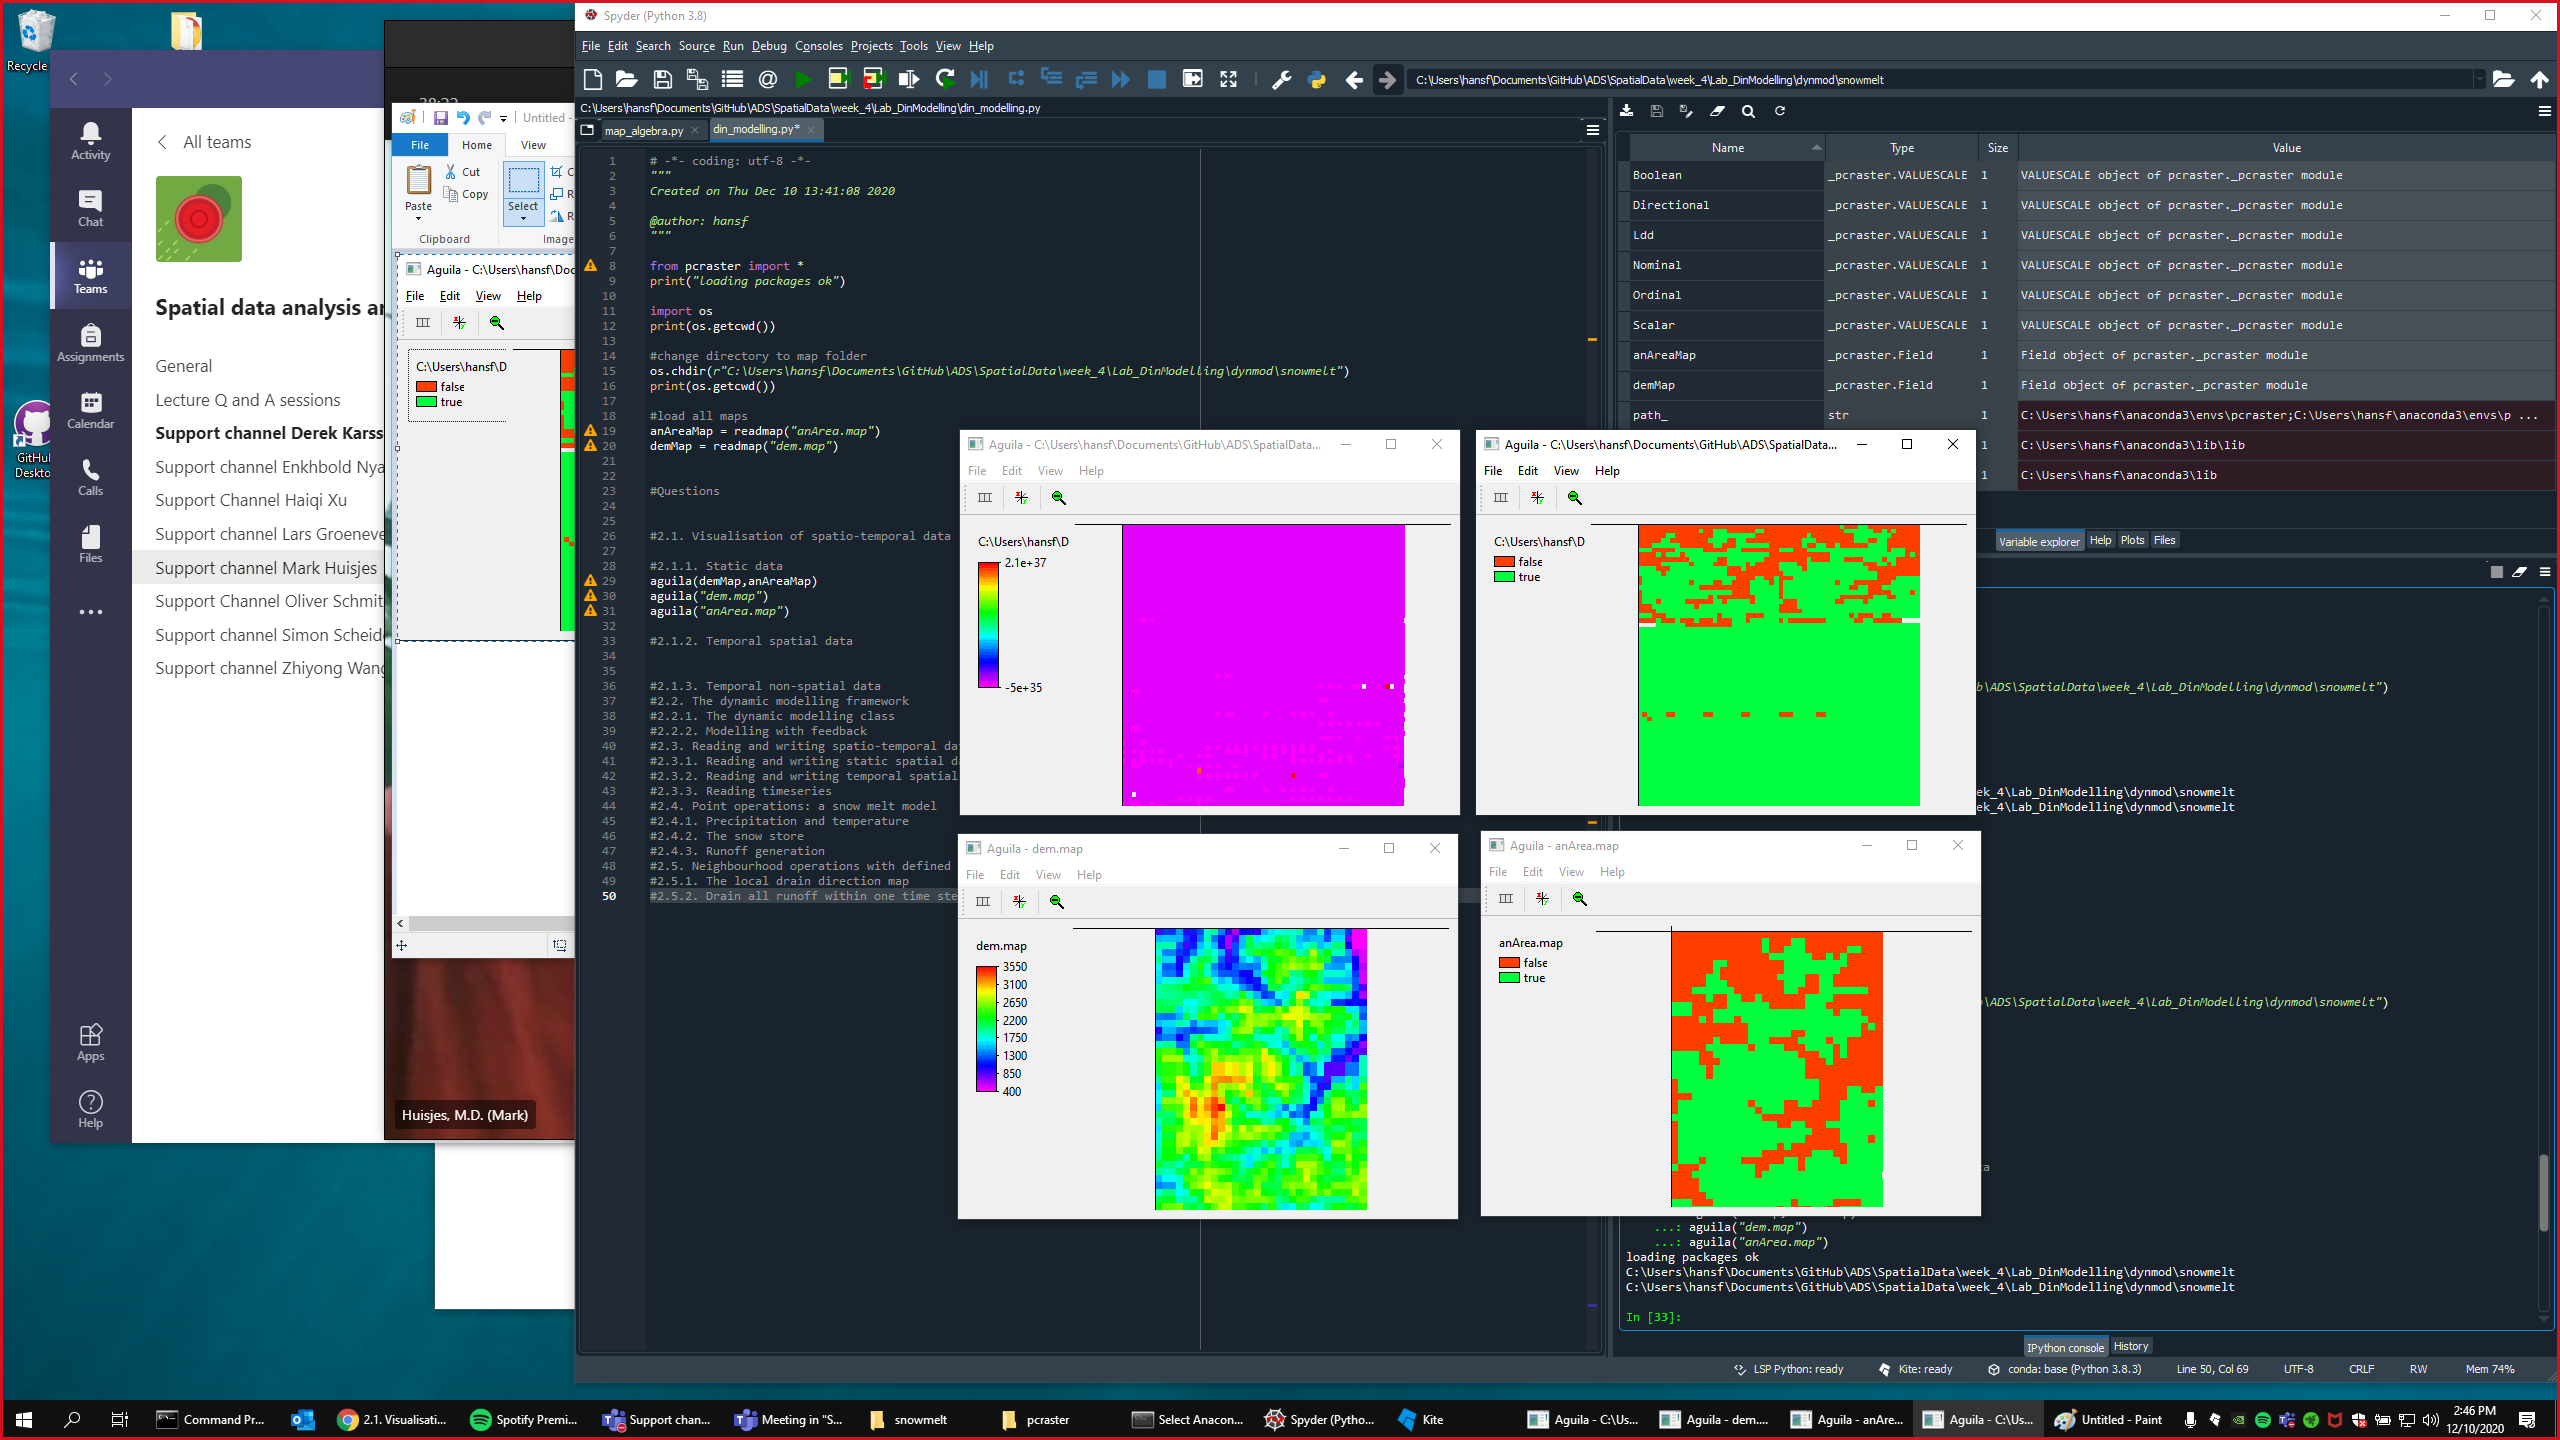 Recycle
GitHu
Deskto
Activity
Chat
Teams
Assignments
Calendar
Calls
Files
Apps
Help
All teams
Spatial data analysis a
General
Lecture Q and A sessions
Support channel Derek Karss
Support channel Enkhbold Nya
Support Channel Haiqi Xu
Support channel Lars Groeneve
Support channel Mark Huisjes
Support Channel Oliver Schmit
Support channel Simon Scheid
Support channel Zhiyong Wang
Untitled -
File Home View
Paste
Cut
Copy
Select
Clipboard
Image
Aguila - C:\Users\hansf\Doc
File Edit View Help
C:\Users\hansf\D
false
true
Huisjes, M.D. (Mark)
Spyder (Python 3.8)
File Edit Search Source Run Debug Consoles Projects Tools View Help
C:\Users\hansf\Documents\GitHub\ADS\SpatialData\week_4\Lab_DinModelling\dynmod\snowmelt
C:\Users\hansf\Documents\GitHub\ADS\SpatialData\week_4\Lab_DinModelling\din_modelling.py
map_algebra.py
din_modelling.py*
1 # -*- coding: utf-8 -*-
2 """
3 Created on Thu Dec 10 13:41:08 2020
4
5 @author: hansf
6 """
7
8 from pcraster import *
9 print("loading packages ok")
10
11 import os
12 print(os.getcwd())
13
14 #change directory to map folder
15 os.chdir(r"C:\Users\hansf\Documents\GitHub\ADS\SpatialData\week_4\Lab_DinModelling\dynmod\snowmelt")
16 print(os.getcwd())
17
18 #load all maps
19 anAreaMap = readmap("anArea.map")
20 demMap = readmap("dem.map")
21
22
23 #Questions
24
25
26 #2.1. Visualisation of spatio-temporal data
27
28 #2.1.1. Static data
29 aguila(demMap,anAreaMap)
30 aguila("dem.map")
31 aguila("anArea.map")
32
33 #2.1.2. Temporal spatial data
34
35
36 #2.1.3. Temporal non-spatial data
37 #2.2. The dynamic modelling framework
38 #2.2.1. The dynamic modelling class
39 #2.2.2. Modelling with feedback
40 #2.3. Reading and writing spatio-temporal da
41 #2.3.1. Reading and writing static spatial d
42 #2.3.2. Reading and writing temporal spatial
43 #2.3.3. Reading timeseries
44 #2.4. Point operations: a snow melt model
45 #2.4.1. Precipitation and temperature
46 #2.4.2. The snow store
47 #2.4.3. Runoff generation
48 #2.5. Neighbourhood operations with defined
49 #2.5.1. The local drain direction map
50 #2.5.2. Drain all runoff within one time ste
Name Type Size Value
Boolean _pcraster.VALUESCALE 1 VALUESCALE object of pcraster._pcraster module
Directional _pcraster.VALUESCALE 1 VALUESCALE object of pcraster._pcraster module
Ldd _pcraster.VALUESCALE 1 VALUESCALE object of pcraster._pcraster module
Nominal _pcraster.VALUESCALE 1 VALUESCALE object of pcraster._pcraster module
Ordinal _pcraster.VALUESCALE 1 VALUESCALE object of pcraster._pcraster module
Scalar _pcraster.VALUESCALE 1 VALUESCALE object of pcraster._pcraster module
anAreaMap _pcraster.Field 1 Field object of pcraster._pcraster module
demMap _pcraster.Field 1 Field object of pcraster._pcraster module
path_ str 1 C:\Users\hansf\anaconda3\envs\pcraster;C:\Users\hansf\anaconda3\envs\p ...
1 C:\Users\hansf\anaconda3\lib\lib
1 C:\Users\hansf\anaconda3\lib
Variable explorer Help Plots Files
Aguila - C:\Users\hansf\Documents\GitHub\ADS\SpatialData...
File Edit View Help
C:\Users\hansf\D
2.1e+37
-5e+35
Aguila - C:\Users\hansf\Documents\GitHub\ADS\SpatialData...
File Edit View Help
C:\Users\hansf\D
false
true
Aguila - dem.map
File Edit View Help
dem.map
3550
3100
2650
2200
1750
1300
850
400
Aguila - anArea.map
File Edit View Help
anArea.map
false
true
\ADS\SpatialData\week_4\Lab_DinModelling\dynmod\snowmelt")
ek_4\Lab_DinModelling\dynmod\snowmelt
ek_4\Lab_DinModelling\dynmod\snowmelt
\ADS\SpatialData\week_4\Lab_DinModelling\dynmod\snowmelt")
...: aguila("dem.map")
...: aguila("anArea.map")
loading packages ok
C:\Users\hansf\Documents\GitHub\ADS\SpatialData\week_4\Lab_DinModelling\dynmod\snowmelt
C:\Users\hansf\Documents\GitHub\ADS\SpatialData\week_4\Lab_DinModelling\dynmod\snowmelt
In [33]:
IPython console History
LSP Python: ready Kite: ready conda: base (Python 3.8.3) Line 50, Col 69 UTF-8 CRLF RW Mem 74%
Command Pr... 2.1. Visualisati... Spotify Premi... Support chan... Meeting in "S... snowmelt pcraster Select Anacon... Spyder (Pytho... Kite Aguila - C:\Us... Aguila - dem.... Aguila - anAre... Aguila - C:\Us... Untitled - Paint
2:46 PM
12/10/2020